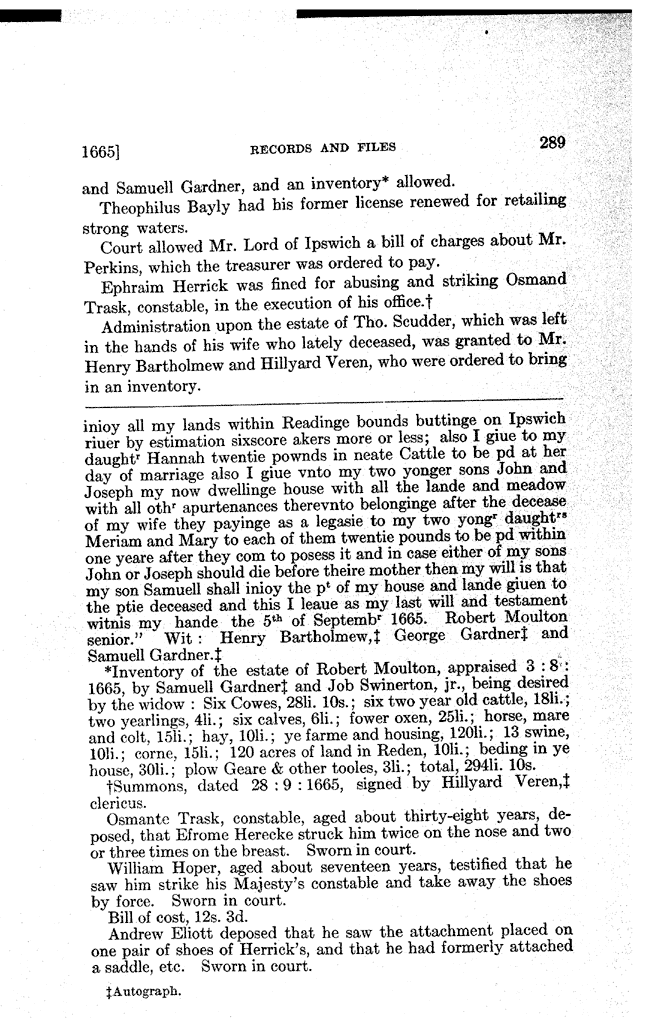 1665] RECORDS AND FILES 289
and Samuell Gardner, and an inventory* allowed.
Theophilus Bayly had his former license renewed for retailing
strong waters.
Court allowed Mr. Lord of Ipswich a bill of charges about Mr.
Perkins, which the treasurer was ordered to pay.
Ephraim Herrick was fined for abusing and striking Osmand
Trask, constable, in the execution of his office.†
Administration upon the estate of Tho. Scudder, which was left
in the hands of his wife who lately deceased, was granted to Mr.
Henry Bartholmew and Hillyard Veren, who were ordered to bring
in an inventory.
inioy all my lands within Readinge bounds buttinge on Ipswich
riuer by estimation sixscore akers more or less; also I giue to my
daughtʳ Hannah twentie pownds in neate Cattle to be pd at her
day of marriage also I giue vnto my two yonger sons John and
Joseph my now dwellinge house with all the lande and meadow
with all othʳ apurtenances therevnto belonginge after the decease
of my wife they payinge as a legasie to my two yongʳ daughtʳˢ
Meriam and Mary to each of them twentie pounds to be pd within
one yeare after they com to posess it and in case either of my sons
John or Joseph should die before theire mother then my will is that
my son Samuell shall inioy the pᵗ of my house and lande giuen to
the ptie deceased and this I leaue as my last will and testament
witnis my hande the 5ᵗʰ of Septembʳ 1665. Robert Moulton
senior." Wit : Henry Bartholmew,‡ George Gardner‡ and
Samuell Gardner.‡
*Inventory of the estate of Robert Moulton, appraised 3 : 8 :
1665, by Samuell Gardner‡ and Job Swinerton, jr., being desired
by the widow : Six Cowes, 28li. 10s.; six two year old cattle, 18li.;
two yearlings, 4li.; six calves, 6li.; fower oxen, 25li.; horse, mare
and colt, 15li.; hay, 10li.; ye farme and housing, 120li.; 13 swine,
10li.; corne, 15li.; 120 acres of land in Reden, 10li.; beding in ye
house, 30li.; plow Geare & other tooles, 3li.; total, 294li. 10s.
†Summons, dated 28 : 9 : 1665, signed by Hillyard Veren,‡
clericus.
Osmante Trask, constable, aged about thirty-eight years, de-
posed, that Efrome Herecke struck him twice on the nose and two
or three times on the breast. Sworn in court.
William Hoper, aged about seventeen years, testified that he
saw him strike his Majesty's constable and take away the shoes
by force. Sworn in court.
Bill of cost, 12s. 3d.
Andrew Eliott deposed that he saw the attachment placed on
one pair of shoes of Herrick's, and that he had formerly attached
a saddle, etc. Sworn in court.
‡Autograph.